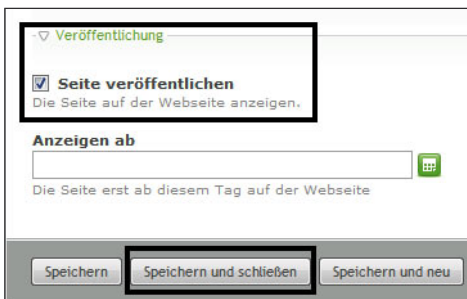 Veröffentlichung
Seite veröffentlichen
Die Seite auf der Webseite anzeigen.
Anzeigen ab
Die Seite erst ab diesem Tag auf der Webseite
Speichern Speichern und schließen Speichern und neu